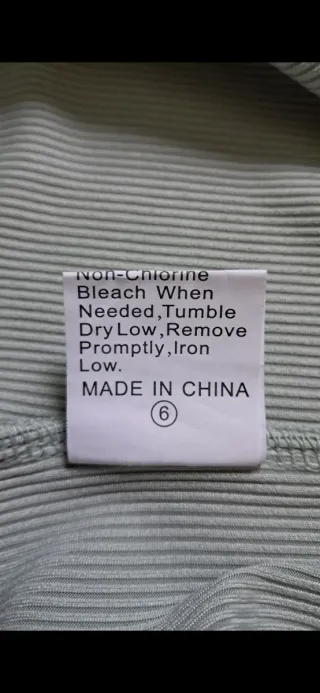 Non-Chlorine
Bleach When
Needed,Tumble
Dry Low,Remove
Promptly,Iron
Low.
MADE IN CHINA
6